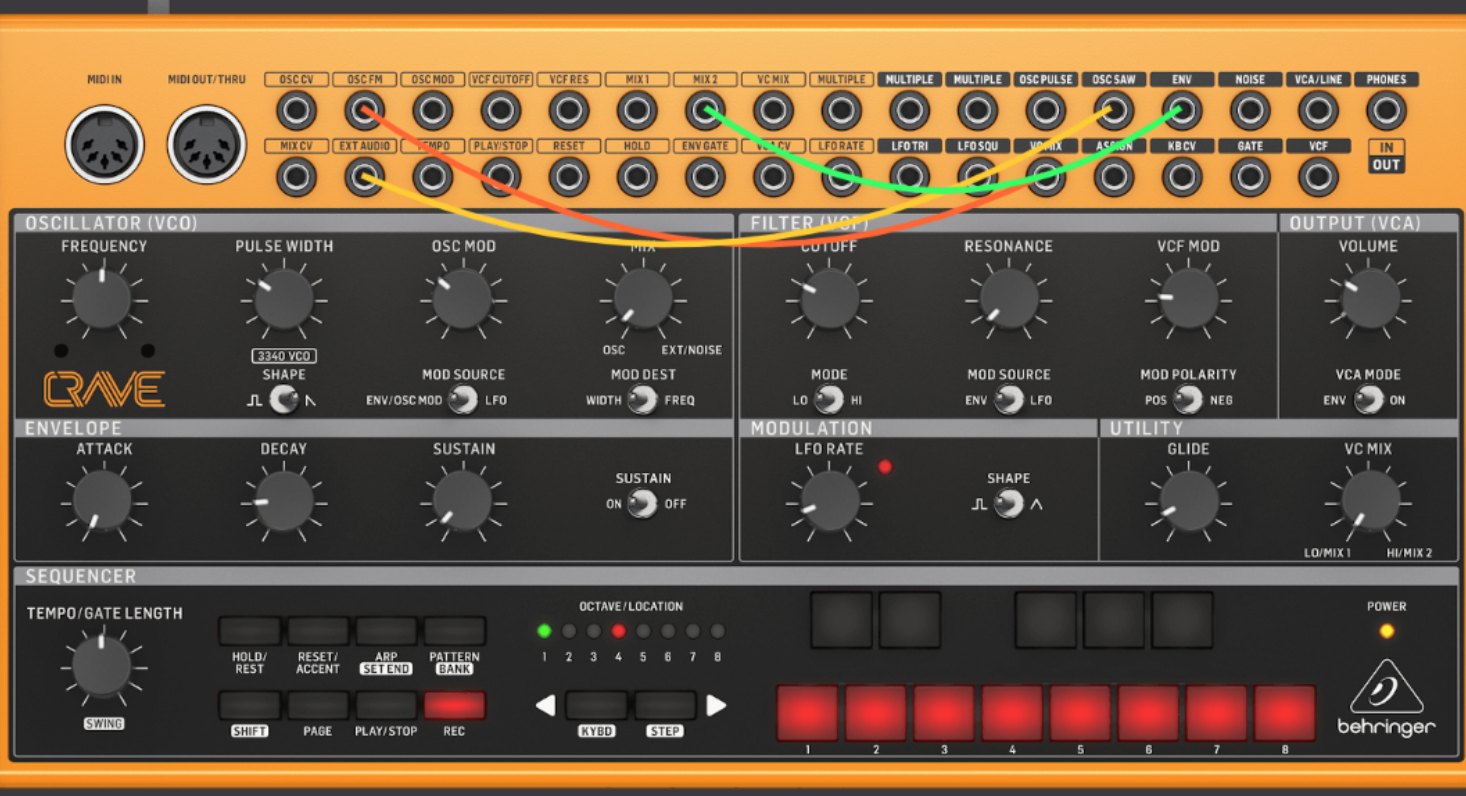 MIDI IN MIDI OUT/THRU OSC CV OSC FM OSC MOD VCF CUTOFF VCF RES MIX 1 MIX 2 VC MIX MULTIPLE MULTIPLE MULTIPLE OSC PULSE OSC SAW ENV NOISE VCA/LINE PHONES
MIX CV EXT AUDIO TEMPO PLAY/STOP RESET HOLD ENV GATE VCA CV LFO RATE LFO TRI LFO SQU VC MIX ASSIGN KB CV GATE VCF IN
OUT
OSCILLATOR (VCO) FILTER (VCF) OUTPUT (VCA)
FREQUENCY PULSE WIDTH OSC MOD MIX CUTOFF RESONANCE VCF MOD VOLUME
OSC EXT/NOISE
3340 VCO
SHAPE MOD SOURCE MOD DEST MODE MOD SOURCE MOD POLARITY VCA MODE
CRAVE ENV/OSC MOD LFO WIDTH FREQ LO HI ENV LFO POS NEG ENV ON
ENVELOPE MODULATION UTILITY
ATTACK DECAY SUSTAIN LFO RATE GLIDE VC MIX
SUSTAIN SHAPE
ON OFF
LO/MIX 1 HI/MIX 2
SEQUENCER
TEMPO/GATE LENGTH OCTAVE/LOCATION POWER
1 2 3 4 5 6 7 8
HOLD/
REST
RESET/
ACCENT
ARP
SET END
PATTERN
BANK
SWING SHIFT PAGE PLAY/STOP REC KYBD STEP behringer
1 2 3 4 5 6 7 8